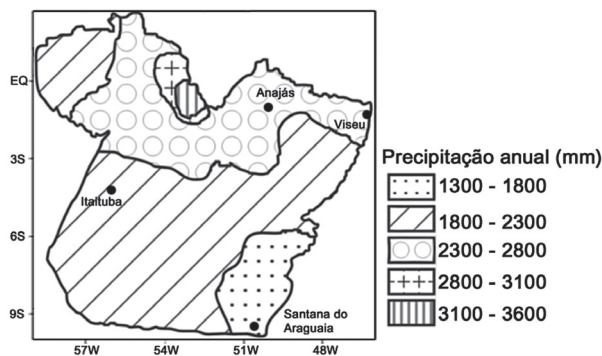 EQ
3S
6S
9S
57W 54W 51W 48W
Anajás
Viseu
Itaituba
Santana do
Araguaia
Precipitação anual (mm)
1300 - 1800
1800 - 2300
2300 - 2800
2800 - 3100
3100 - 3600